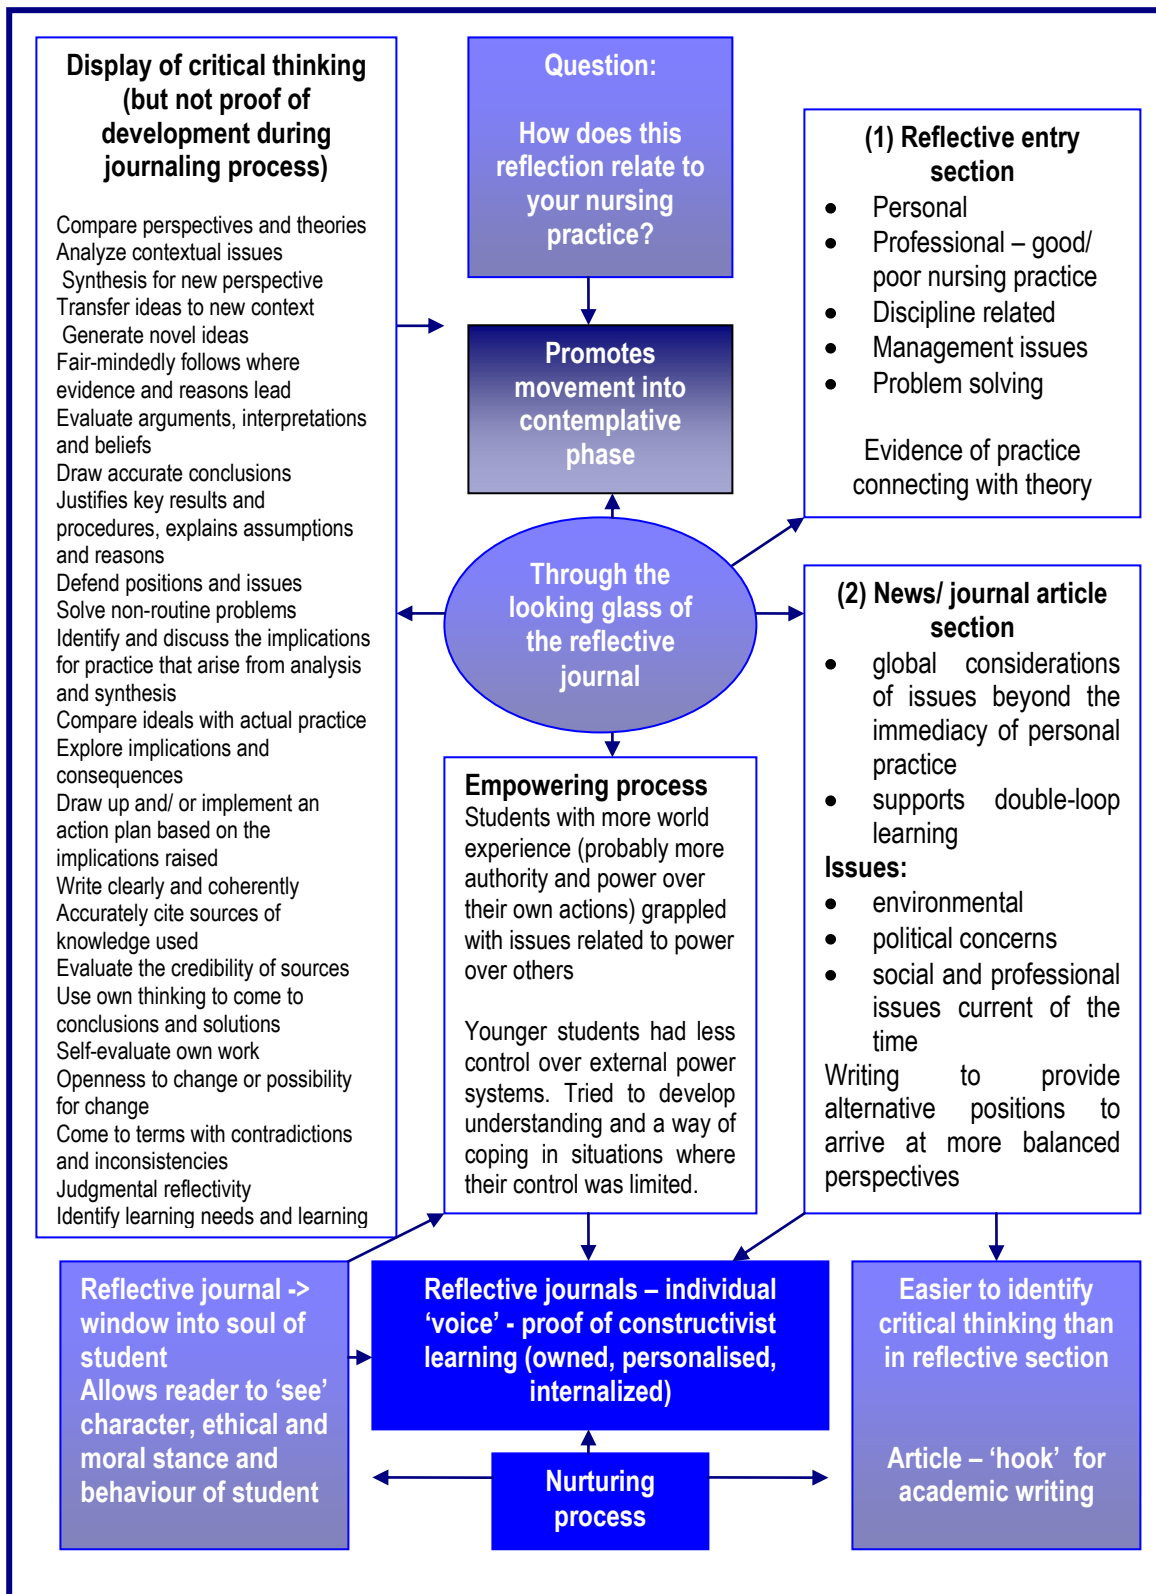 Display of critical thinking
(but not proof of
development during
journaling process)
Compare perspectives and theories
Analyze contextual issues
Synthesis for new perspective
Transfer ideas to new context
Generate novel ideas
Fair-mindedly follows where
evidence and reasons lead
Evaluate arguments, interpretations
and beliefs
Draw accurate conclusions
Justifies key results and
procedures, explains assumptions
and reasons
Defend positions and issues
Solve non-routine problems
Identify and discuss the implications
for practice that arise from analysis
and synthesis
Compare ideals with actual practice
Explore implications and
consequences
Draw up and/ or implement an
action plan based on the
implications raised
Write clearly and coherently
Accurately cite sources of
knowledge used
Evaluate the credibility of sources
Use own thinking to come to
conclusions and solutions
Self-evaluate own work
Openness to change or possibility
for change
Come to terms with contradictions
and inconsistencies
Judgmental reflectivity
Identify learning needs and learning
Question:
How does this
reflection relate to
your nursing
practice?
Promotes
movement into
contemplative
phase
Through the
looking glass of
the reflective
journal
Empowering process
Students with more world
experience (probably more
authority and power over
their own actions) grappled
with issues related to power
over others
Younger students had less
control over external power
systems. Tried to develop
understanding and a way of
coping in situations where
their control was limited.
(1) Reflective entry
section
• Personal
• Professional – good/
poor nursing practice
• Discipline related
• Management issues
• Problem solving
Evidence of practice
connecting with theory
(2) News/ journal article
section
• global considerations
of issues beyond the
immediacy of personal
practice
• supports double-loop
learning
Issues:
• environmental
• political concerns
• social and professional
issues current of the
time
Writing to provide
alternative positions to
arrive at more balanced
perspectives
Reflective journal ->
window into soul of
student
Allows reader to ‘see’
character, ethical and
moral stance and
behaviour of student
Reflective journals – individual
‘voice’ - proof of constructivist
learning (owned, personalised,
internalized)
Nurturing
process
Easier to identify
critical thinking than
in reflective section
Article – ‘hook’ for
academic writing